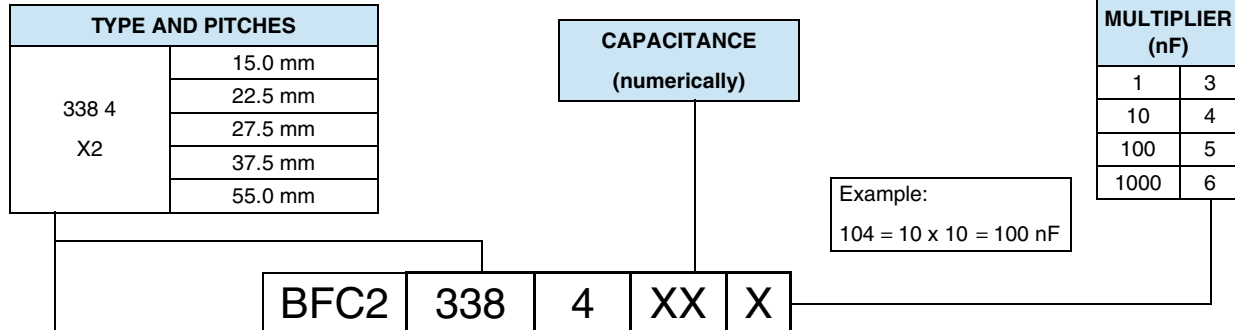 TYPE AND PITCHES
338 4
X2
15.0 mm
22.5 mm
27.5 mm
37.5 mm
55.0 mm
CAPACITANCE
(numerically)
MULTIPLIER
(nF)
1 3
10 4
100 5
1000 6
Example:
104 = 10 x 10 = 100 nF
BFC2 338 4 XX X